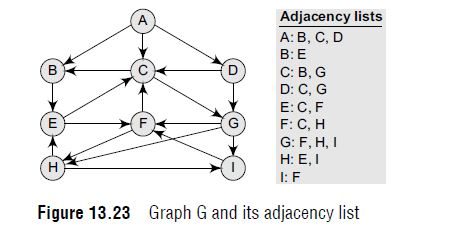 A
B C D
E F G
H I
Adjacency lists
A: B, C, D
B: E
C: B, G
D: C, G
E: C, F
F: C, H
G: F, H, I
H: E, I
I: F
Figure 13.23 Graph G and its adjacency list